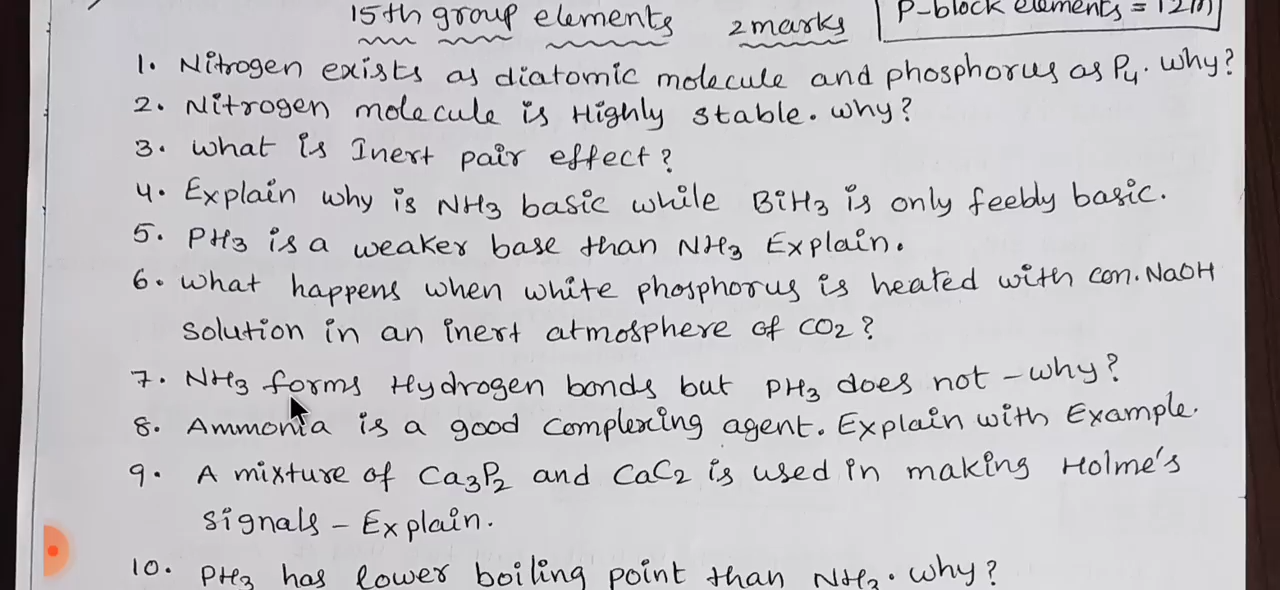 15th group elements 2 marks P-block elements = 12M
1. Nitrogen exists as diatomic molecule and phosphorus as P4. why?
2. Nitrogen molecule is Highly stable. why?
3. what is Inert pair effect?
4. Explain why is NH3 basic while BiH3 is only feebly basic.
5. PH3 is a weaker base than NH3 Explain.
6. what happens when white phosphorus is heated with con. NaOH
solution in an inert atmosphere of CO2?
7. NH3 forms Hydrogen bonds but PH3 does not - why?
8. Ammonia is a good complexing agent. Explain with Example.
9. A mixture of Ca3P2 and CaC2 is used in making Holme's
signals - Explain.
10. PH3 has lower boiling point than NH3. why?